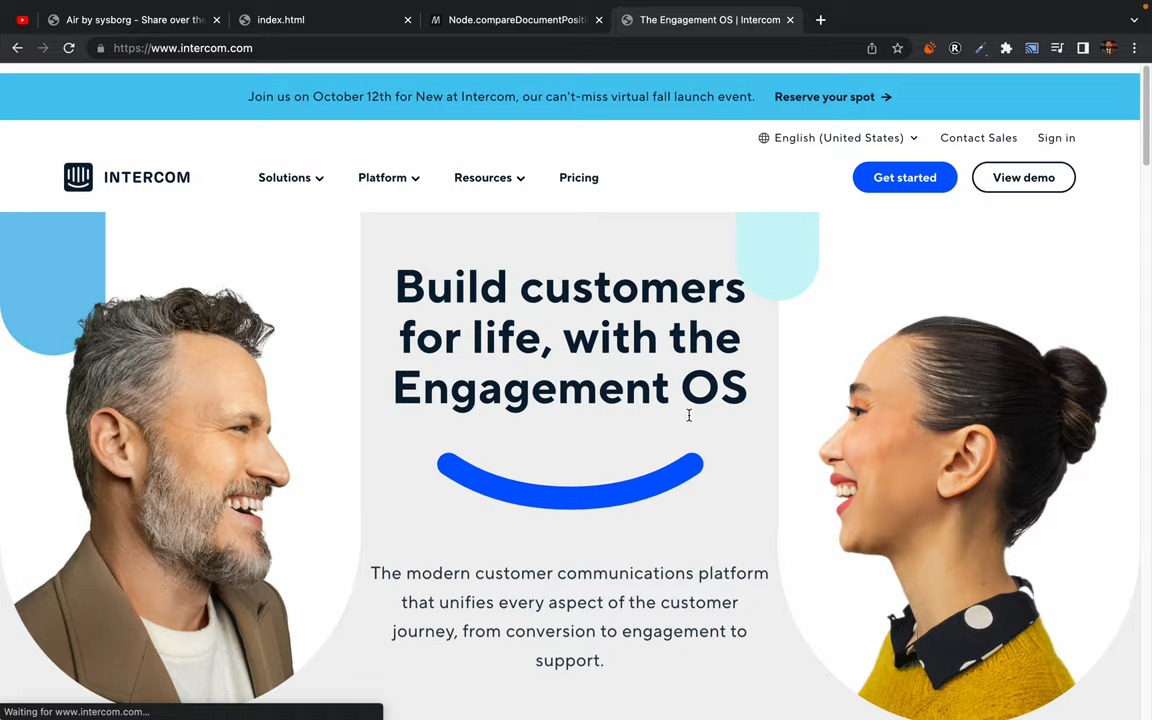 Air by sysborg - Share over the
index.html
Node.compareDocumentPositi
The Engagement OS | Intercom
https://www.intercom.com
Join us on October 12th for New at Intercom, our can't-miss virtual fall launch event. Reserve your spot →
English (United States) Contact Sales Sign in
INTERCOM Solutions Platform Resources Pricing Get started View demo
Build customers
for life, with the
Engagement OS
The modern customer communications platform
that unifies every aspect of the customer
journey, from conversion to engagement to
support.
Waiting for www.intercom.com...